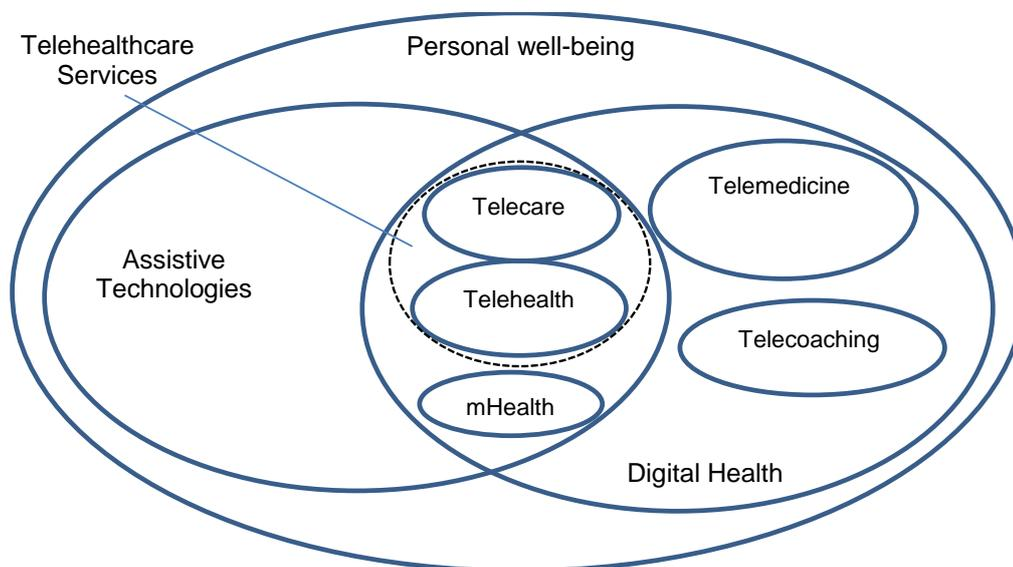 Telehealthcare
Services
Personal well-being
Telemedicine
Telecare
Assistive
Technologies
Telehealth
Telecoaching
mHealth
Digital Health